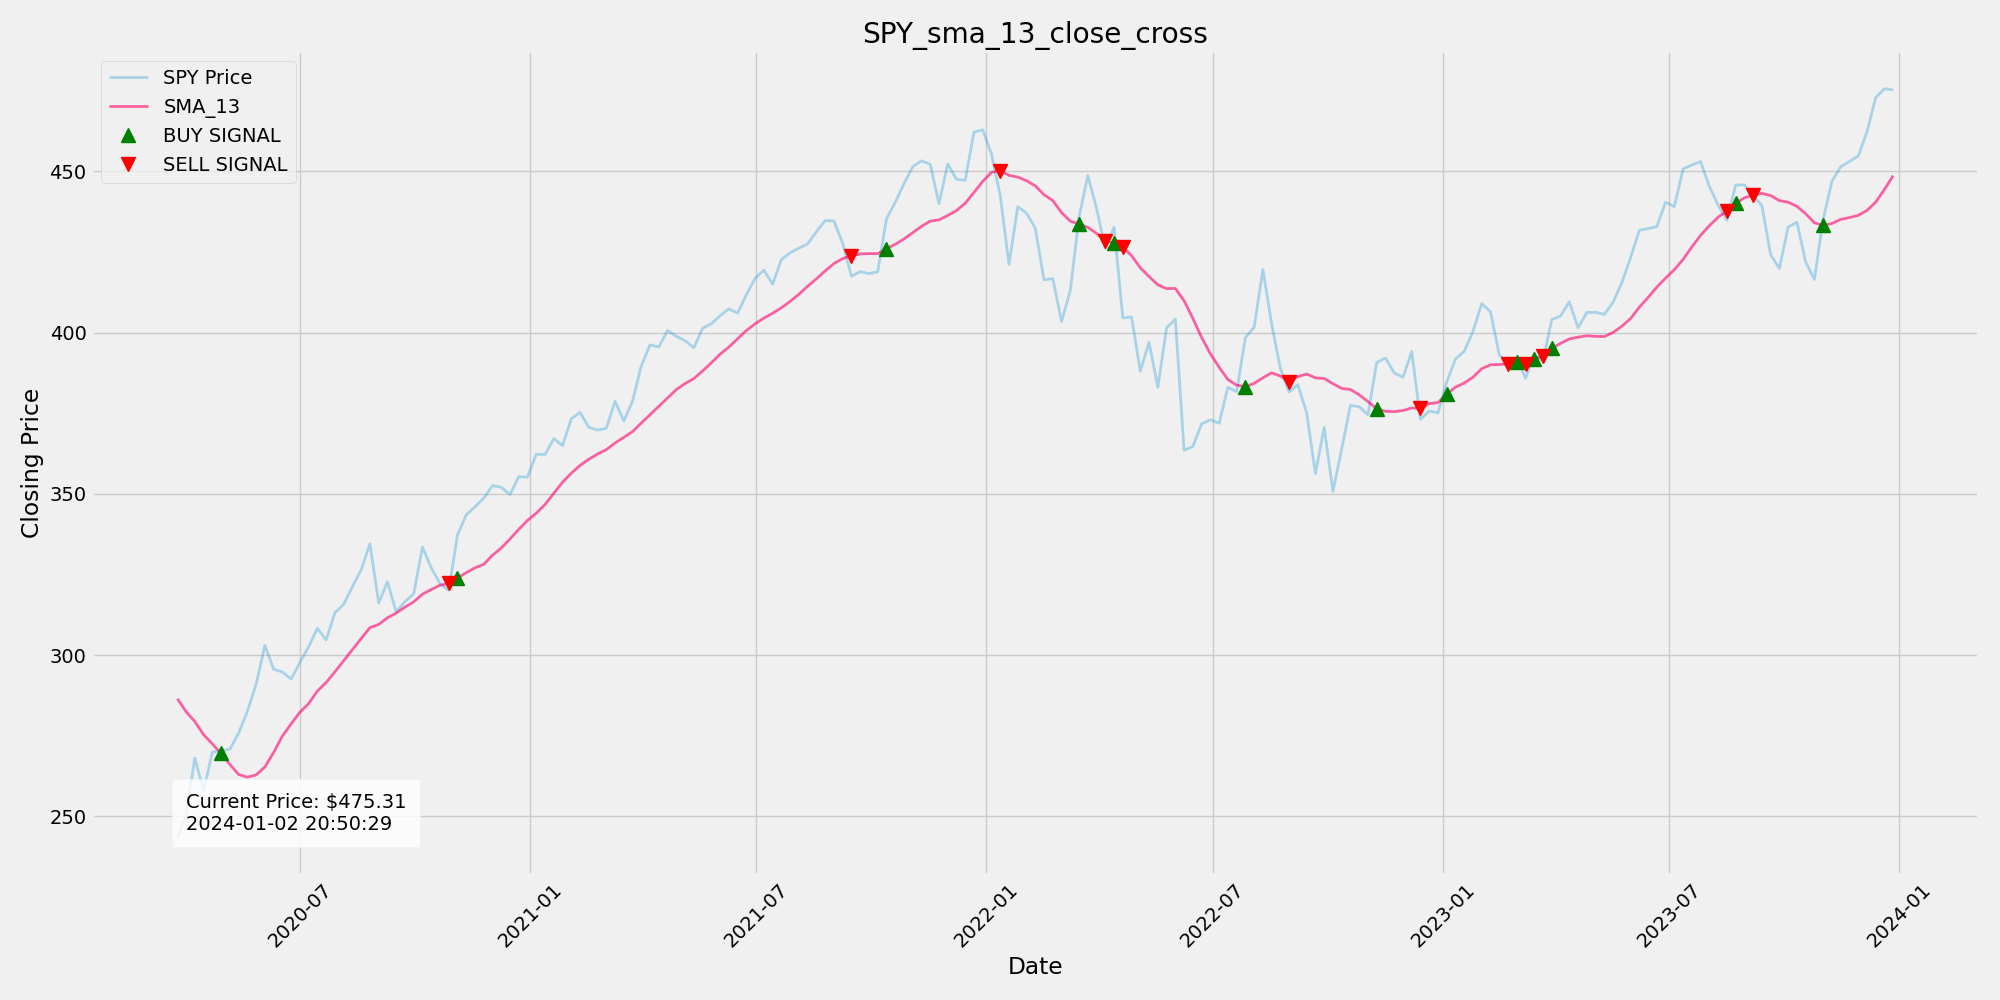 SPY_sma_13_close_cross
SPY Price
SMA_13
BUY SIGNAL
SELL SIGNAL
Closing Price
450
400
350
300
250
Current Price: $475.31
2024-01-02 20:50:29
2020-07
2021-01
2021-07
2022-01
2022-07
2023-01
2023-07
2024-01
Date